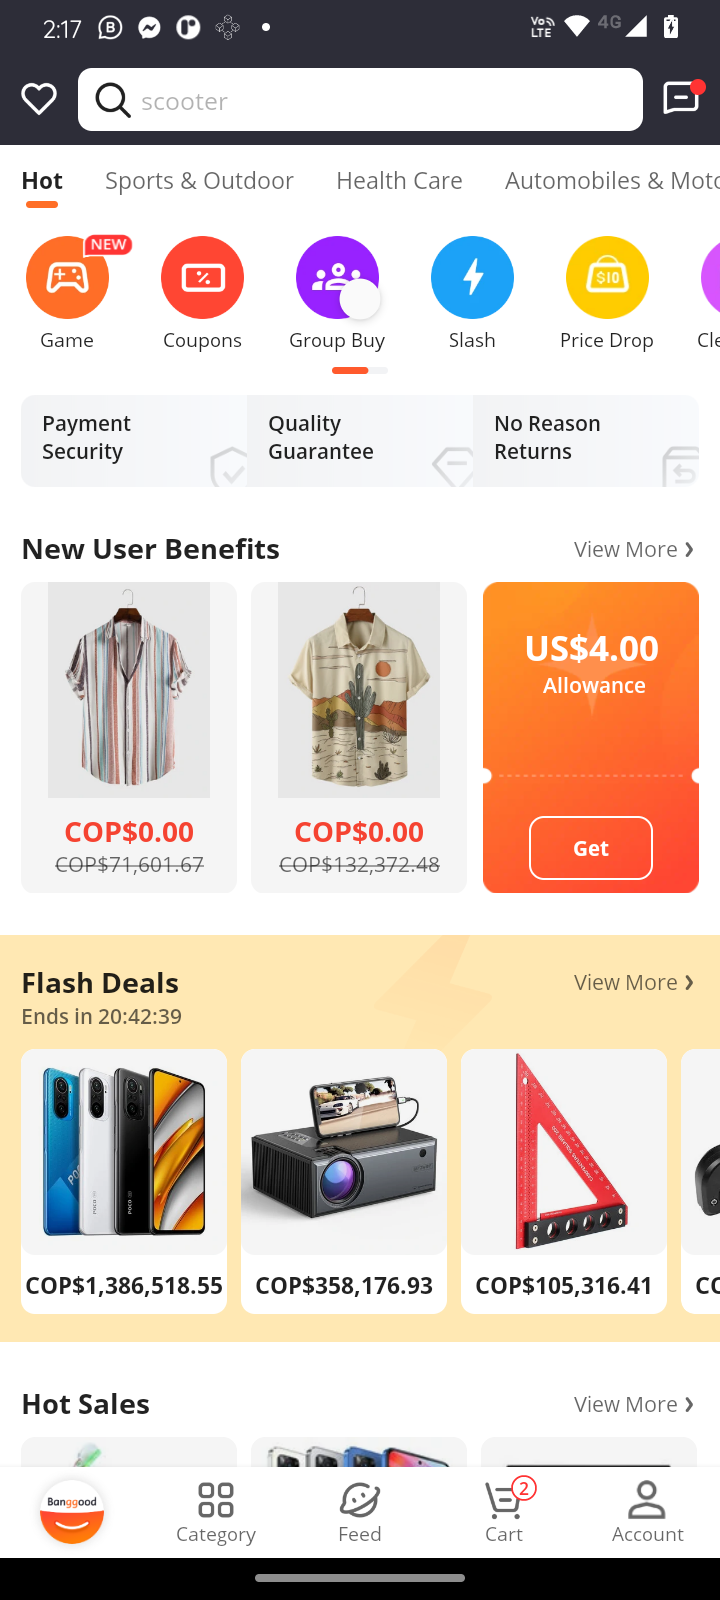 2:17
Vo
LTE
4G
scooter
Hot
Sports & Outdoor
Health Care
Automobiles & Moto
NEW
$10
Game
Coupons
Group Buy
Slash
Price Drop
Cle
Payment
Security
Quality
Guarantee
No Reason
Returns
New User Benefits
View More
COP$0.00
COP$71,601.67
COP$0.00
COP$132,372.48
US$4.00
Allowance
Get
Flash Deals
View More
Ends in 20:42:39
COP$1,386,518.55
COP$358,176.93
COP$105,316.41
CO
Hot Sales
View More
Banggood
2
Category
Feed
Cart
Account